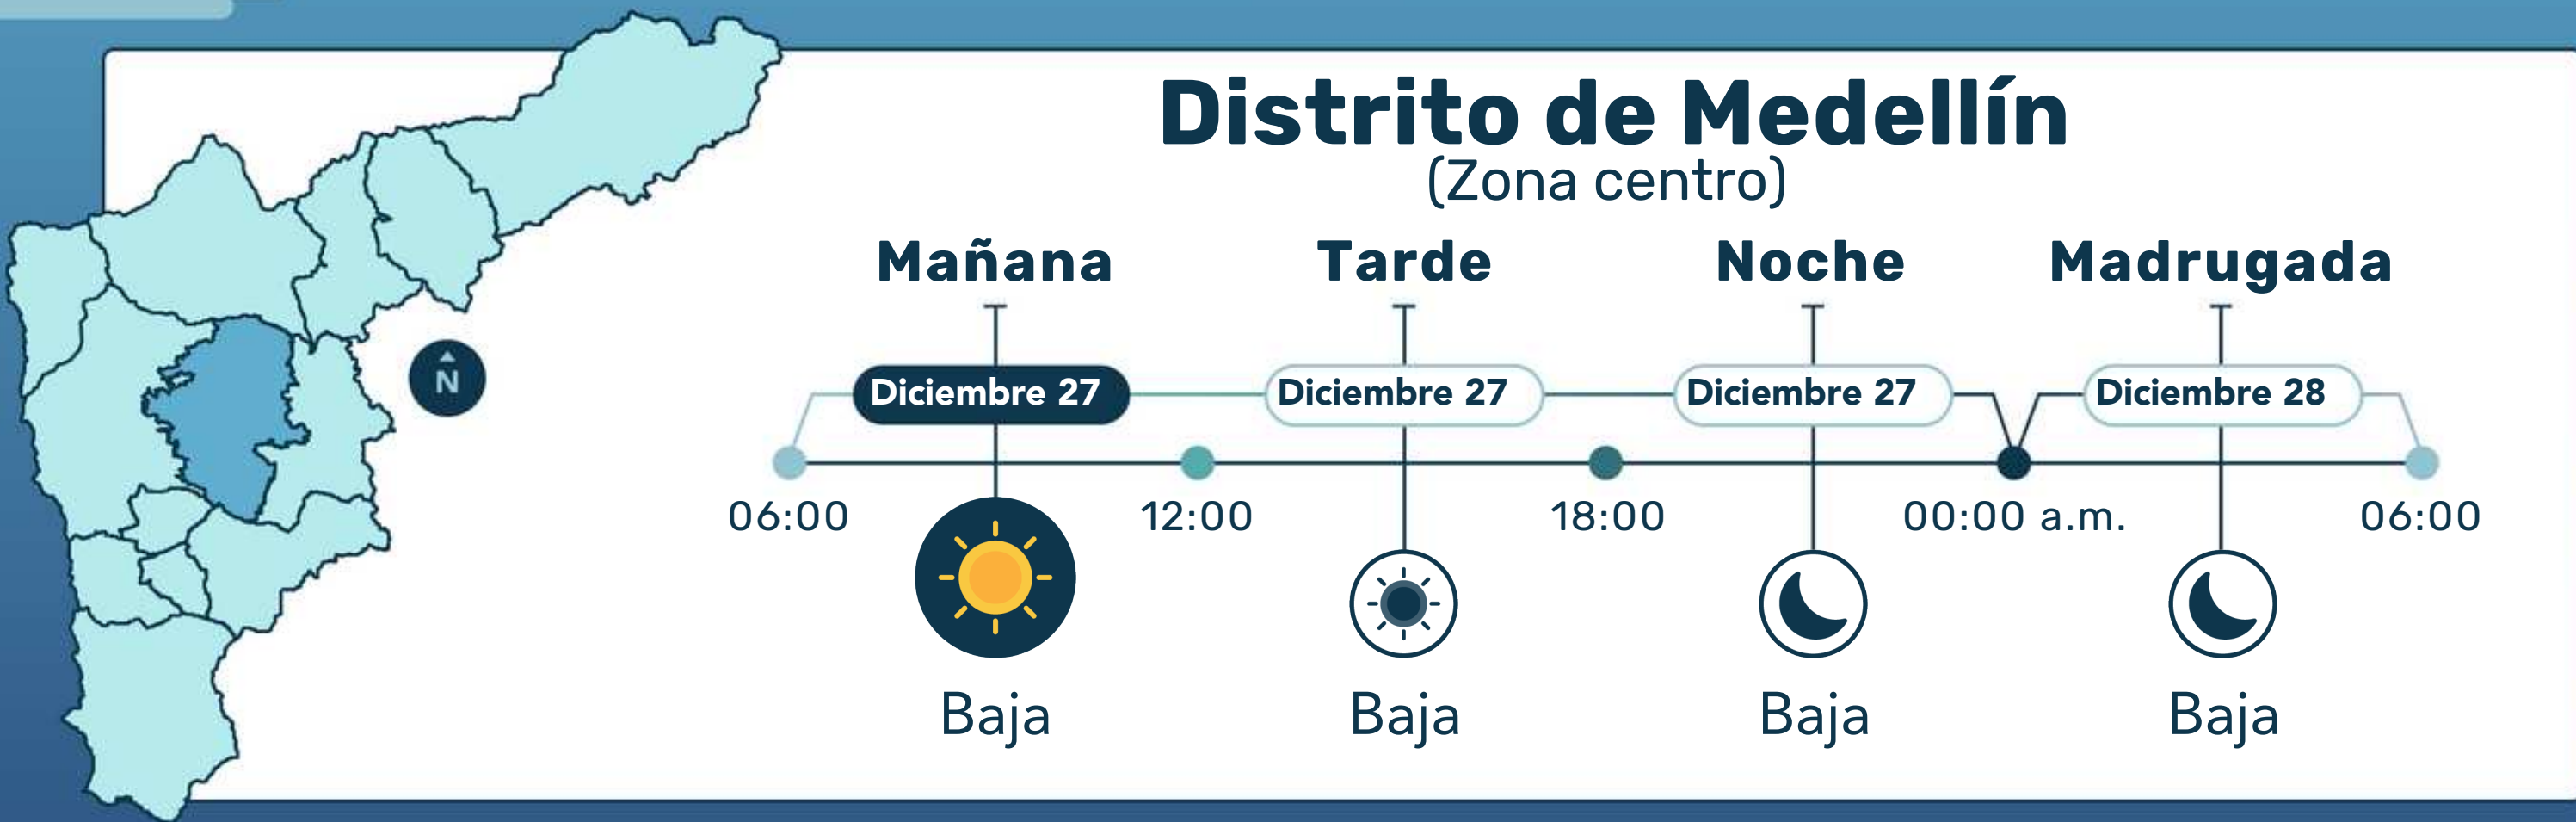 Distrito de Medellín
(Zona centro)
Mañana Tarde Noche Madrugada
Diciembre 27 Diciembre 27 Diciembre 27 Diciembre 28
N
06:00 12:00 18:00 00:00 a.m. 06:00
Baja Baja Baja Baja